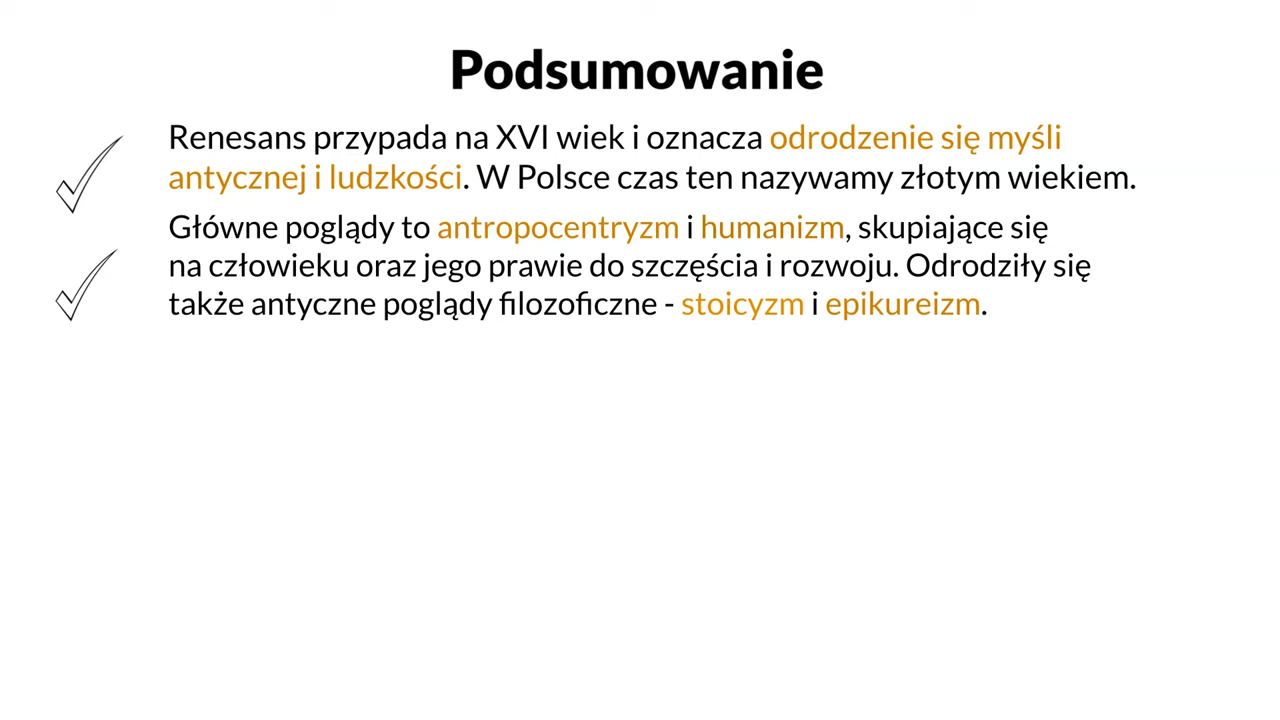 Podsumowanie
Renesans przypada na XVI wiek i oznacza odrodzenie się myśli
antycznej i ludzkości. W Polsce czas ten nazywamy złotym wiekiem.
Główne poglądy to antropocentryzm i humanizm, skupiające się
na człowieku oraz jego prawie do szczęścia i rozwoju. Odrodziły się
także antyczne poglądy filozoficzne - stoicyzm i epikureizm.